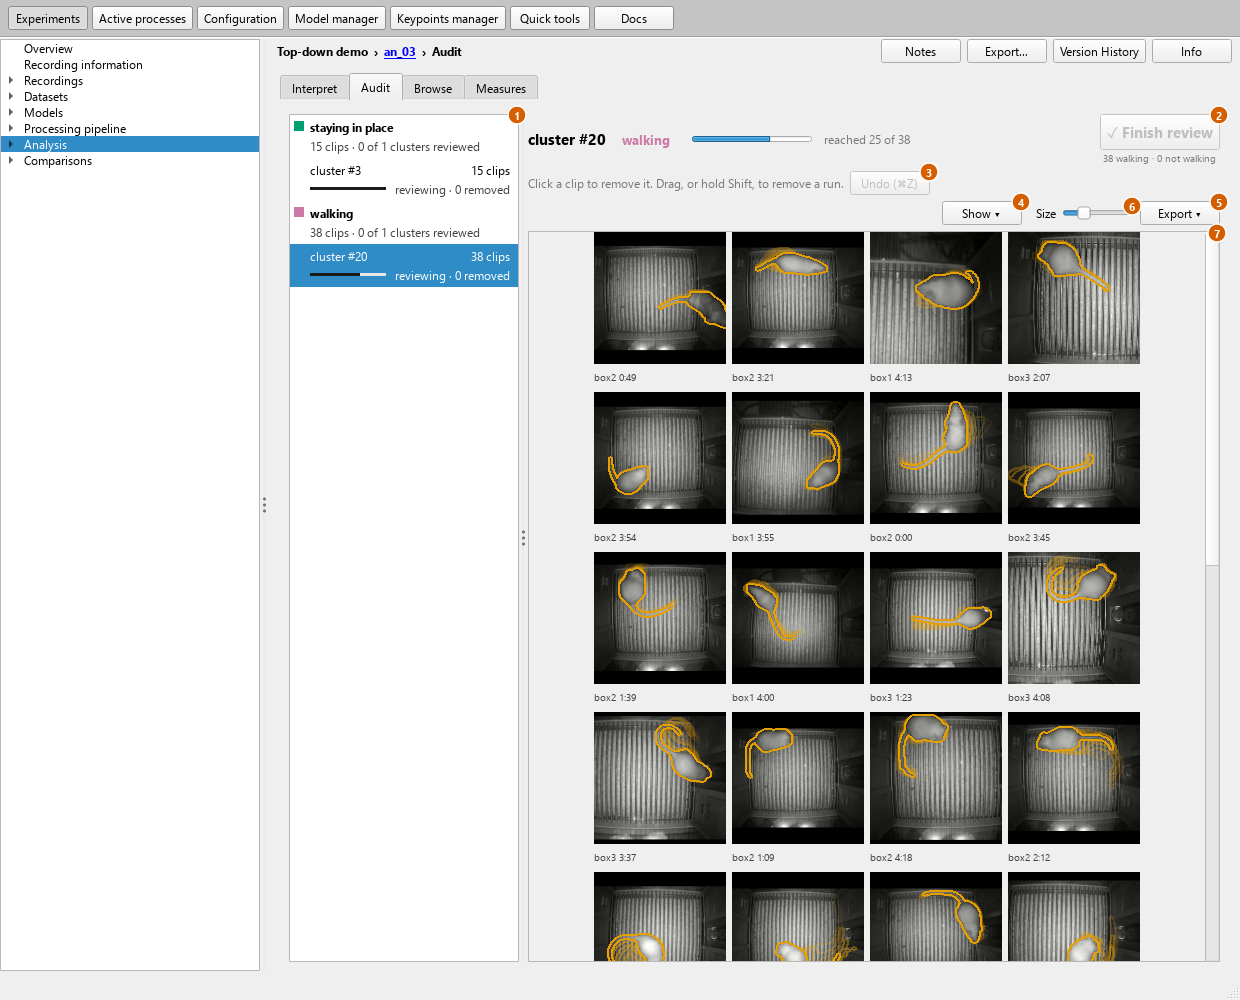 Experiments Active processes Configuration Model manager Keypoints manager Quick tools Docs
Overview
Recording information
Recordings
Datasets
Models
Processing pipeline
Analysis
Comparisons
Top-down demo › an_03 › Audit
Notes Export... Version History Info
Interpret Audit Browse Measures
1
staying in place
15 clips · 0 of 1 clusters reviewed
cluster #3 15 clips
reviewing · 0 removed
walking
38 clips · 0 of 1 clusters reviewed
cluster #20 38 clips
reviewing · 0 removed
cluster #20 walking reached 25 of 38
✓ Finish review 2
38 walking · 0 not walking
Click a clip to remove it. Drag, or hold Shift, to remove a run. Undo (⌘Z) 3
Show ▾ 4 Size 6 Export ▾ 5
7
box2 0:49 box2 3:21 box1 4:13 box3 2:07
box2 3:54 box1 3:55 box2 0:00 box2 3:45
box2 1:39 box1 4:00 box3 1:23 box3 4:08
box3 3:37 box2 1:09 box2 4:18 box2 2:12